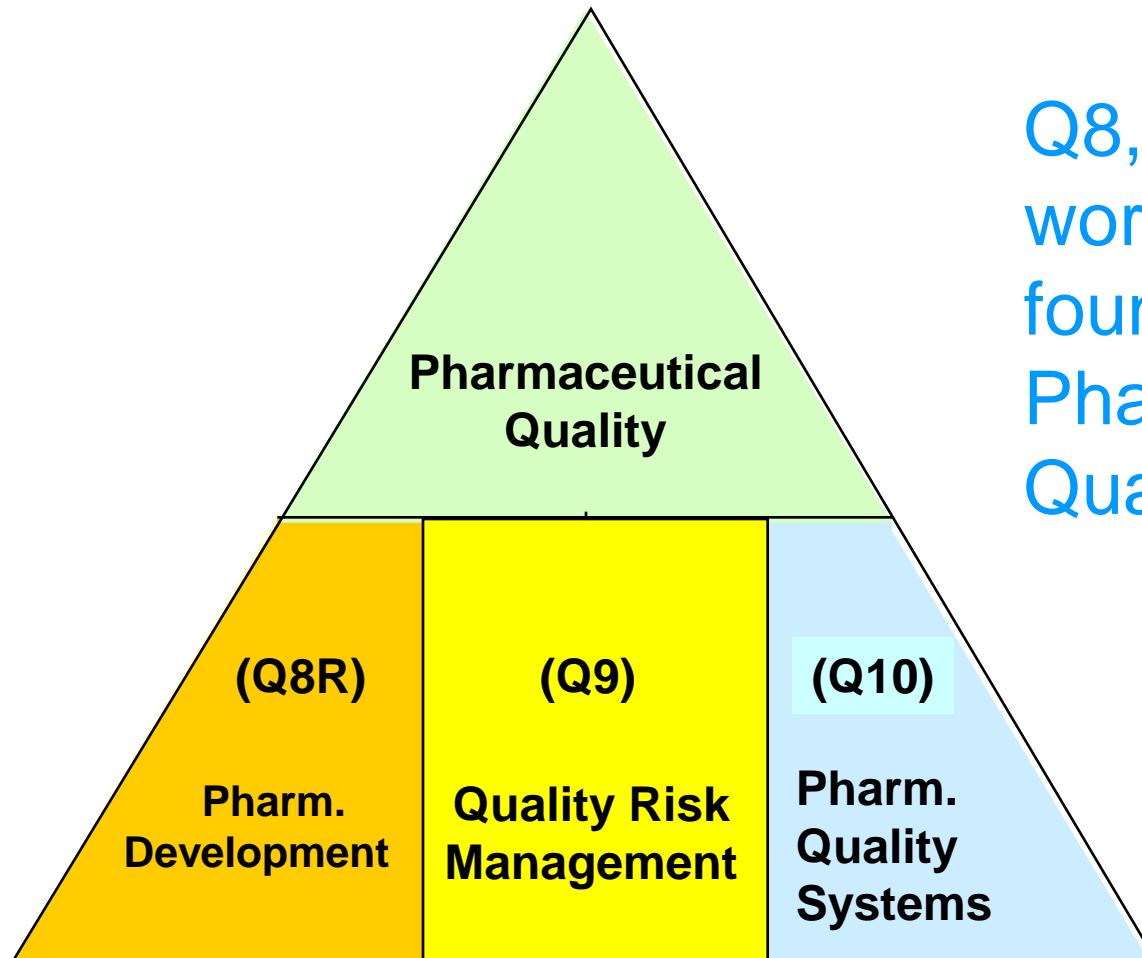 Q8,
Pharmaceutical
Quality
(Q8R)
Pharm.
Development
(Q9)
Quality Risk
Management
(Q10)
Pharm.
Quality
Systems